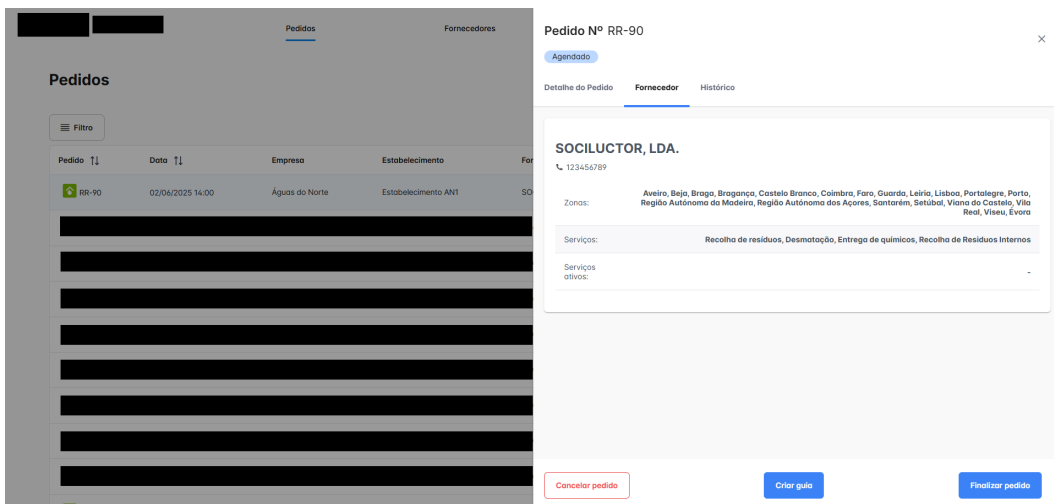 Pedidos
Fornecedores
Pedidos
Filtro
Pedido
Data
Empresa
Estabelecimento
For
RR-90
02/06/2025 14:00
Águas do Norte
Estabelecimento AN1
SO
Pedido Nº RR-90
Agendado
Detalhe do Pedido
Fornecedor
Histórico
SOCILUCTOR, LDA.
123456789
Zonas:
Aveiro, Beja, Braga, Bragança, Castelo Branco, Coimbra, Faro, Guarda, Leiria, Lisboa, Portalegre, Porto,
Região Autónoma da Madeira, Região Autónoma dos Açores, Santarém, Setúbal, Viana do Castelo, Vila
Real, Viseu, Évora
Serviços:
Recolha de resíduos, Desmatação, Entrega de químicos, Recolha de Residuos Internos
Serviços
ativos:
-
Cancelar pedido
Criar guia
Finalizar pedido